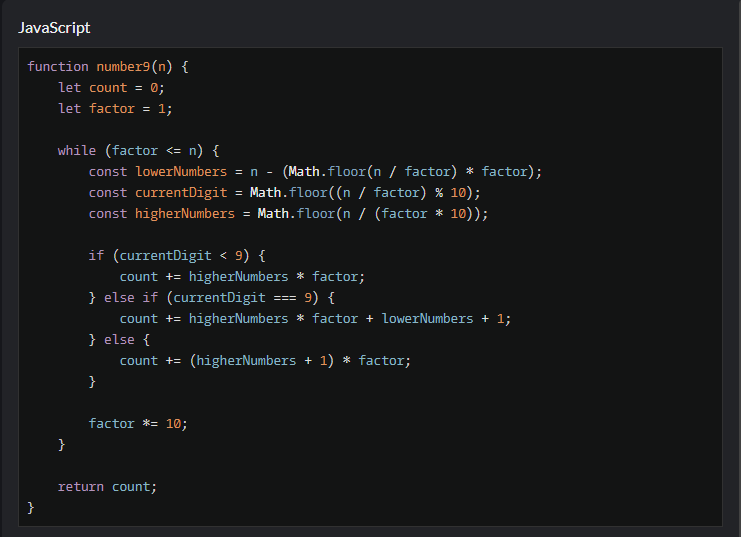 JavaScript
function number9(n) {
    let count = 0;
    let factor = 1;

    while (factor <= n) {
        const lowerNumbers = n - (Math.floor(n / factor) * factor);
        const currentDigit = Math.floor((n / factor) % 10);
        const higherNumbers = Math.floor(n / (factor * 10));

        if (currentDigit < 9) {
            count += higherNumbers * factor;
        } else if (currentDigit === 9) {
            count += higherNumbers * factor + lowerNumbers + 1;
        } else {
            count += (higherNumbers + 1) * factor;
        }

        factor *= 10;
    }

    return count;
}